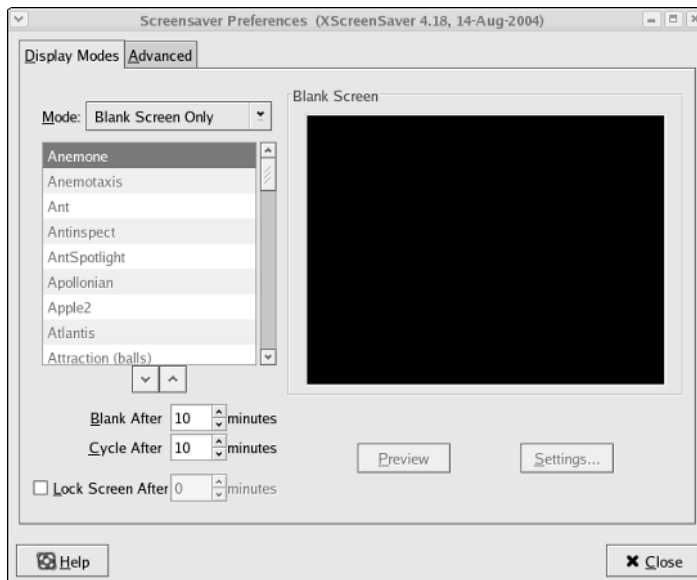 Screensaver Preferences (XScreenSaver 4.18, 14-Aug-2004)
Display Modes Advanced
Mode: Blank Screen Only
Blank Screen
Anemone
Anemotaxis
Ant
Antinspect
AntSpotlight
Apollonian
Apple2
Atlantis
Attraction (balls)
Blank After 10 minutes
Cycle After 10 minutes
Lock Screen After 0 minutes
Preview Settings...
Help Close